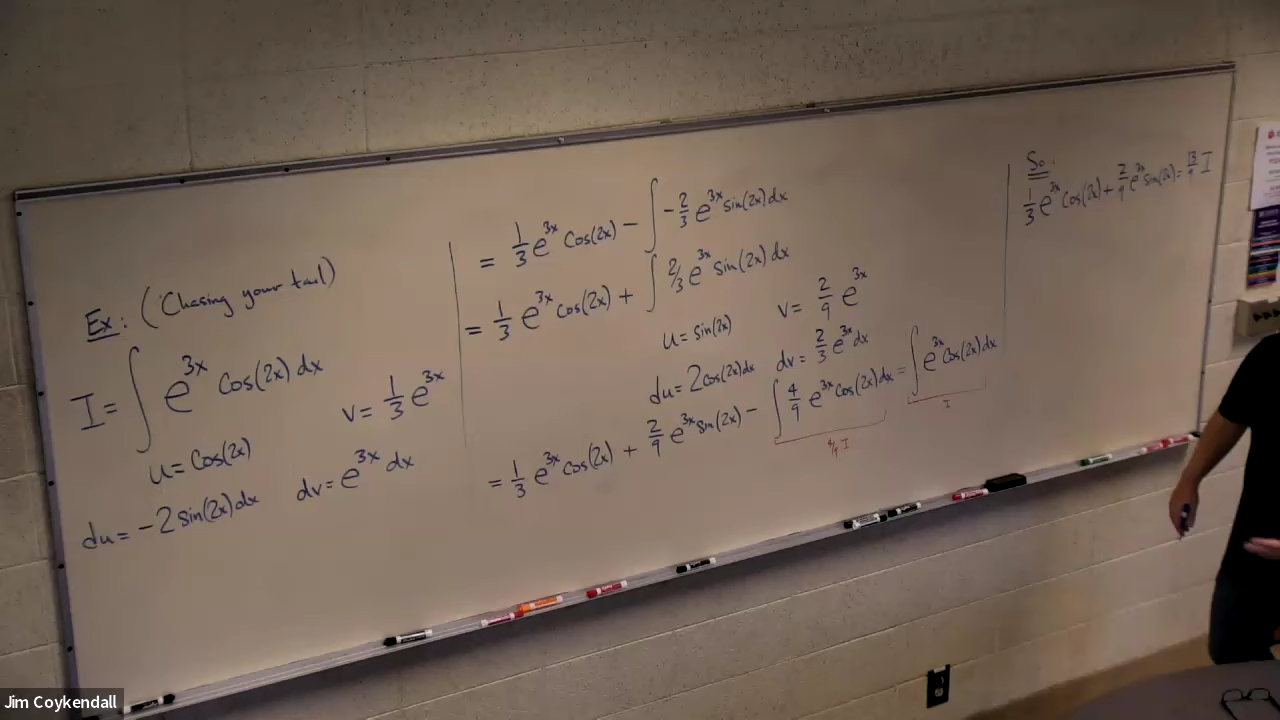 Ex: (Chasing your tail)
I = ∫ e^{3x} cos(2x) dx
v = 1/3 e^{3x}
u = cos(2x)
dv = e^{3x} dx
du = -2 sin(2x) dx
= 1/3 e^{3x} cos(2x) - ∫ -2/3 e^{3x} sin(2x) dx
= 1/3 e^{3x} cos(2x) + ∫ 2/3 e^{3x} sin(2x) dx
u = sin(2x) v = 2/9 e^{3x}
du = 2cos(2x) dx dv = 2/3 e^{3x} dx
= 1/3 e^{3x} cos(2x) + 2/9 e^{3x} sin(2x) - ∫ 4/9 e^{3x} cos(2x) dx = ∫ e^{3x} cos(2x) dx
4/9 I
I
So:
1/3 e^{3x} cos(2x) + 2/9 e^{3x} sin(2x) = 13/9 I
Jim Coykendall